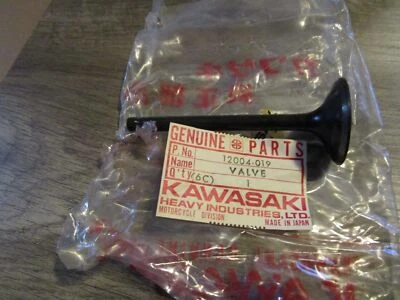 GENUINE PARTS
P. No. 12004-019
Name VALVE
Q'ty (6C) 1
KAWASAKI
HEAVY INDUSTRIES, LTD.
MOTORCYCLE DIVISION MADE IN JAPAN